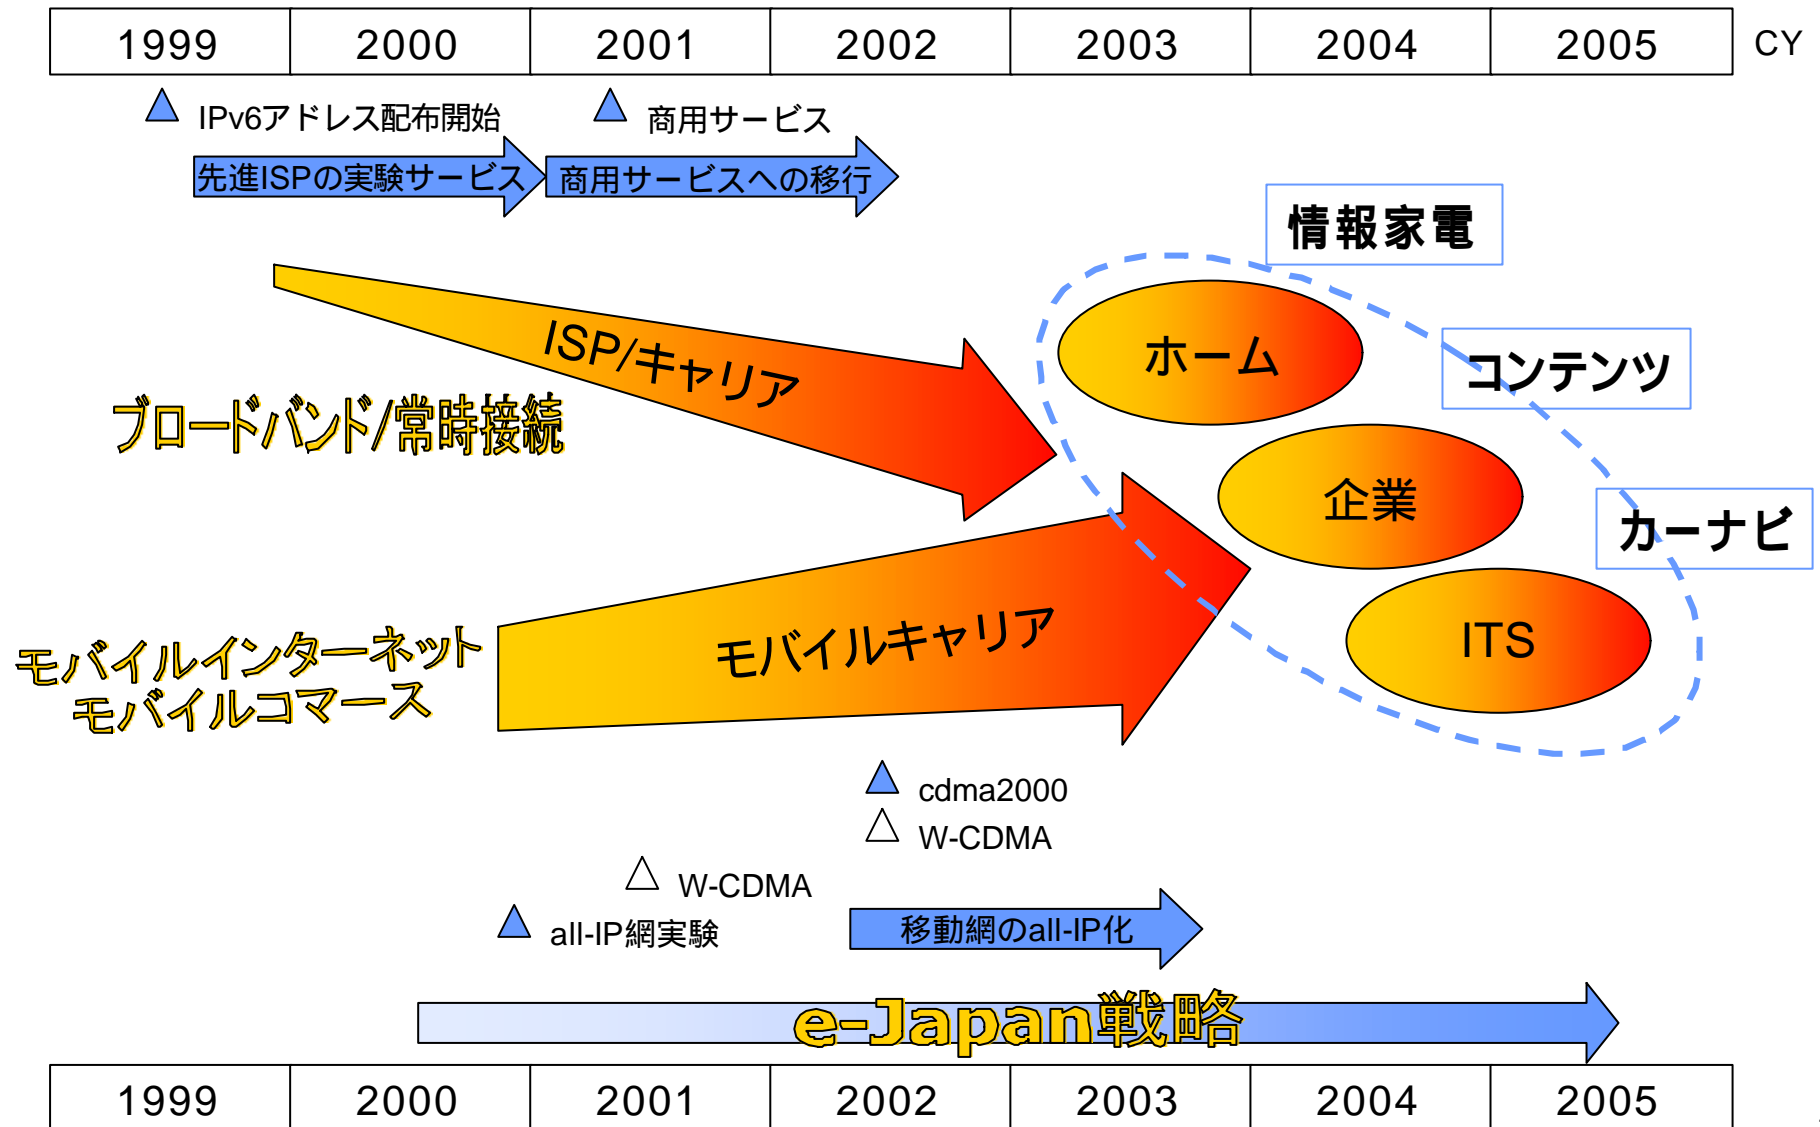 1999 2000 2001 2002 2003 2004 2005 CY
IPv6アドレス配布開始
商用サービス
先進ISPの実験サービス
商用サービスへの移行
情報家電
ISP/キャリア
ホーム
コンテンツ
ブロードバンド/常時接続
企業
カーナビ
モバイルキャリア
ITS
モバイルインターネット
モバイルコマース
cdma2000
W-CDMA
W-CDMA
all-IP網実験
移動網のall-IP化
e-Japan戦略
1999 2000 2001 2002 2003 2004 2005